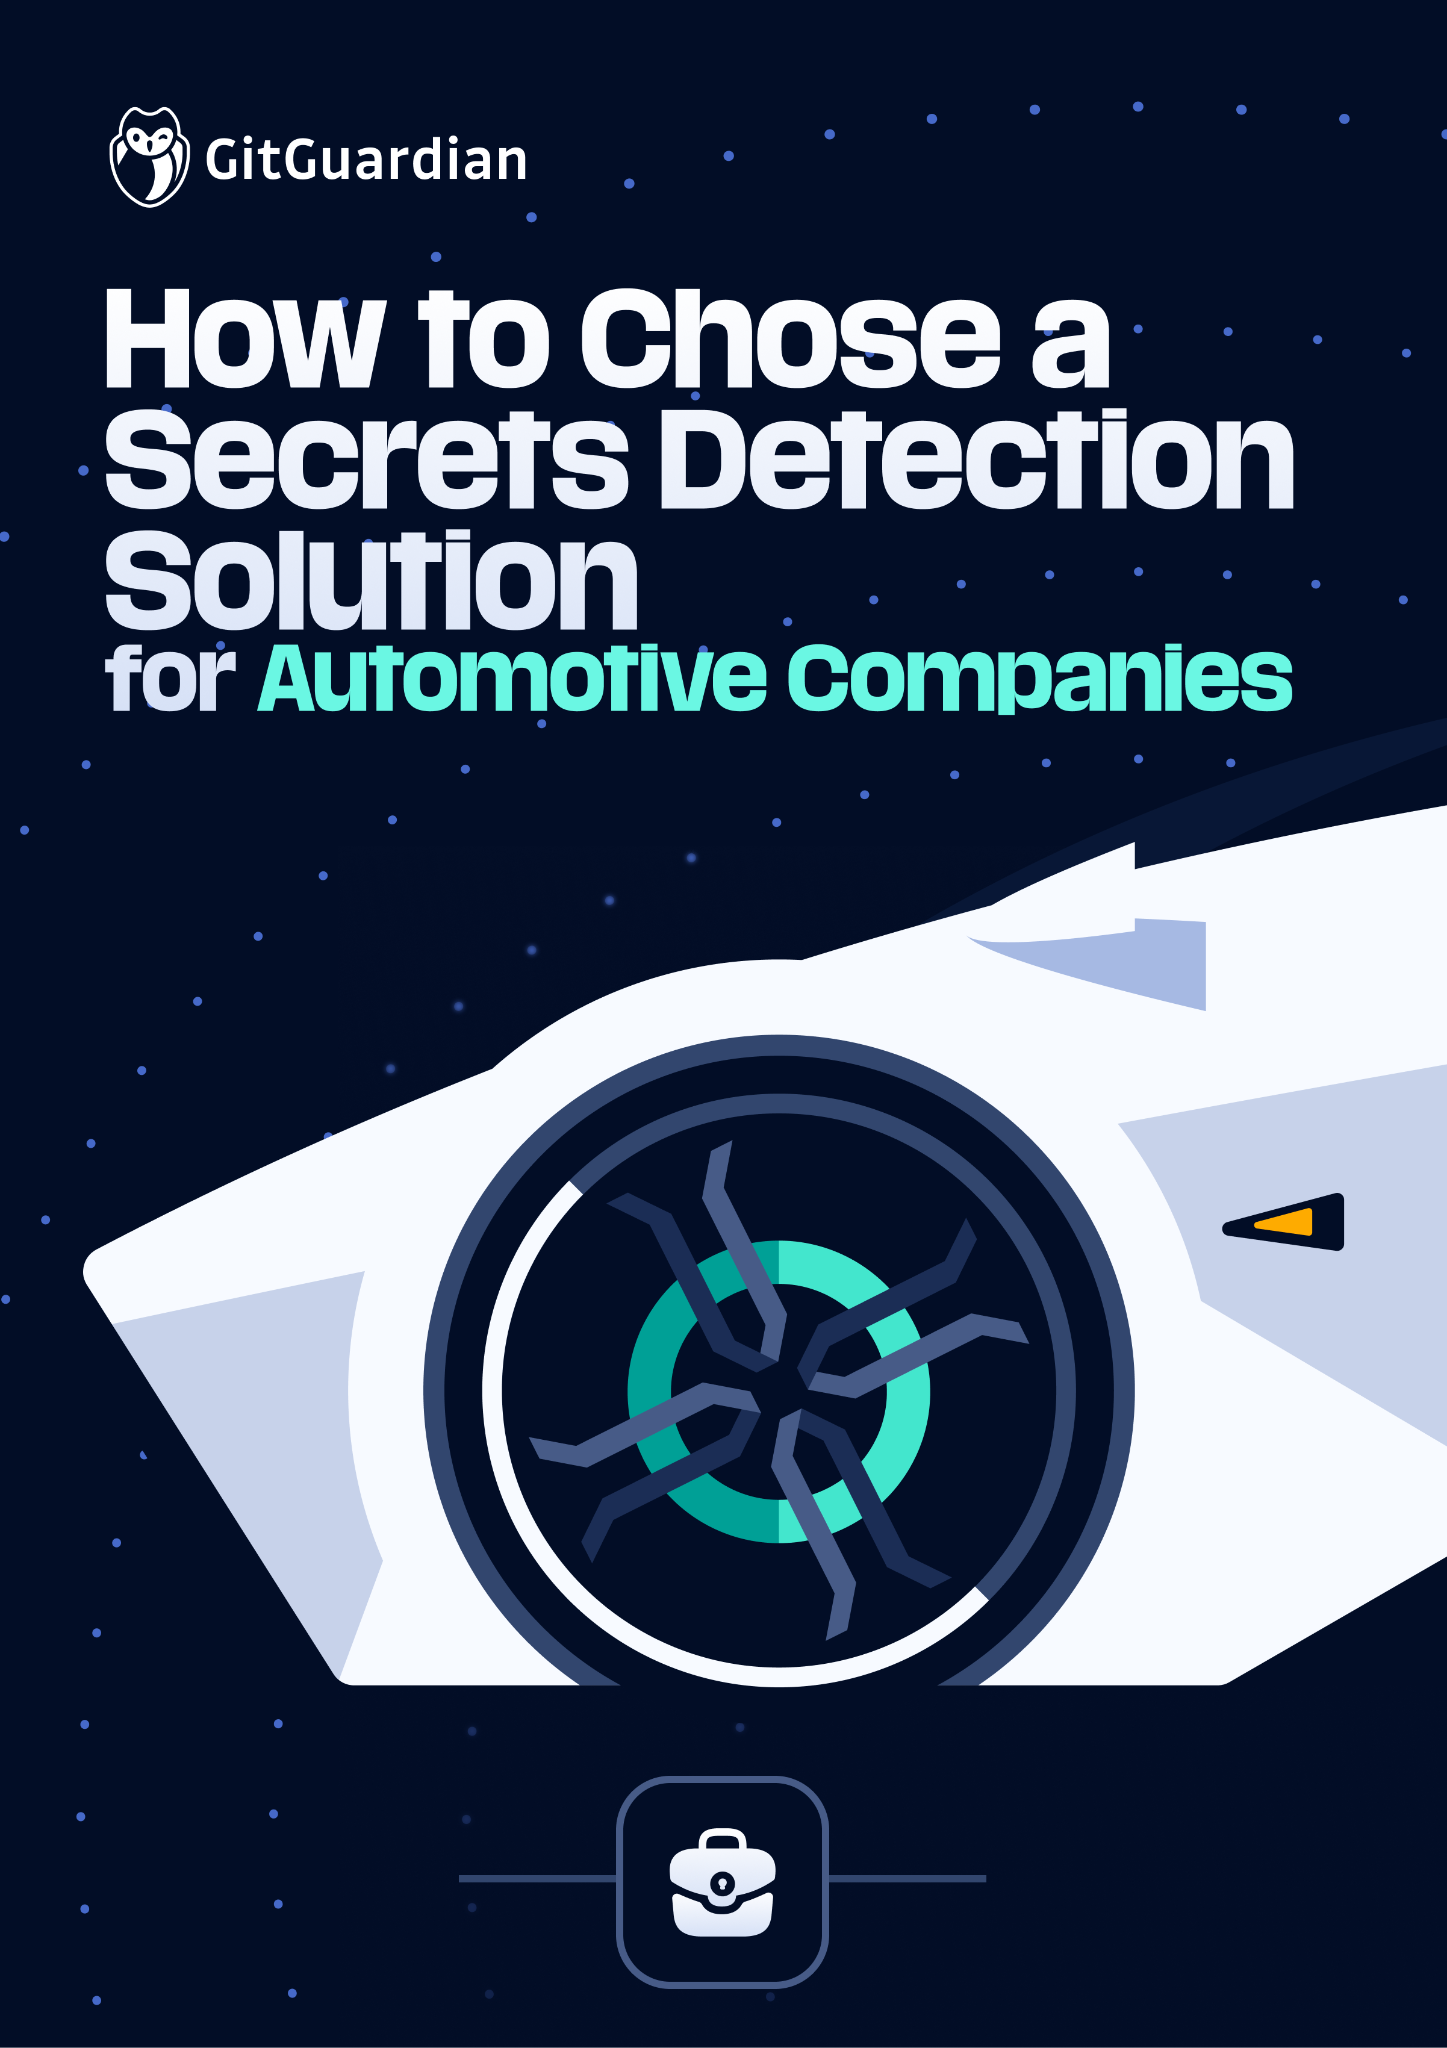 GitGuardian
How to Chose a
Secrets Detection
Solution
for Automotive Companies